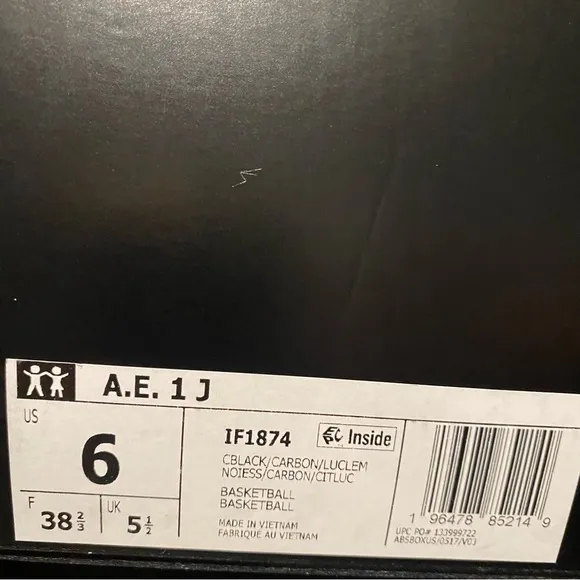 A.E. 1 J
US
6
F
38 2/3
UK
5 1/2
IF1874
Inside
CBLACK/CARBON/LUCLEM
NOIESS/CARBON/CITLUC
BASKETBALL
BASKETBALL
MADE IN VIETNAM
FABRIQUÉ AU VIETNAM
1 96478 85214 9
UPC PO# 133999722
ABSBOXUS/0517/V03